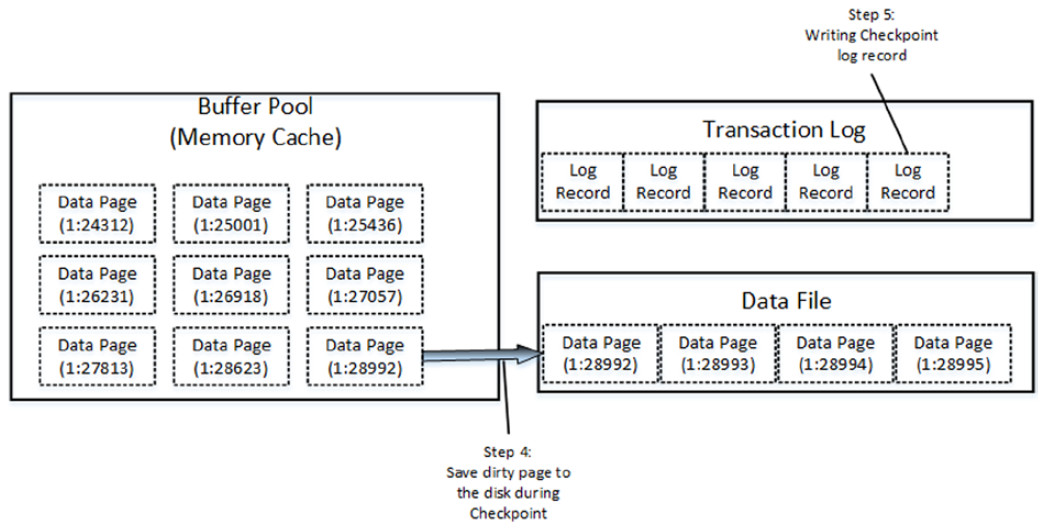 Step 5:
Writing Checkpoint
log record
Buffer Pool
(Memory Cache)
Data Page
(1:24312)
Data Page
(1:25001)
Data Page
(1:25436)
Data Page
(1:26231)
Data Page
(1:26918)
Data Page
(1:27057)
Data Page
(1:27813)
Data Page
(1:28623)
Data Page
(1:28992)
Transaction Log
Log
Record
Log
Record
Log
Record
Log
Record
Log
Record
Data File
Data Page
(1:28992)
Data Page
(1:28993)
Data Page
(1:28994)
Data Page
(1:28995)
Step 4:
Save dirty page to
the disk during
Checkpoint